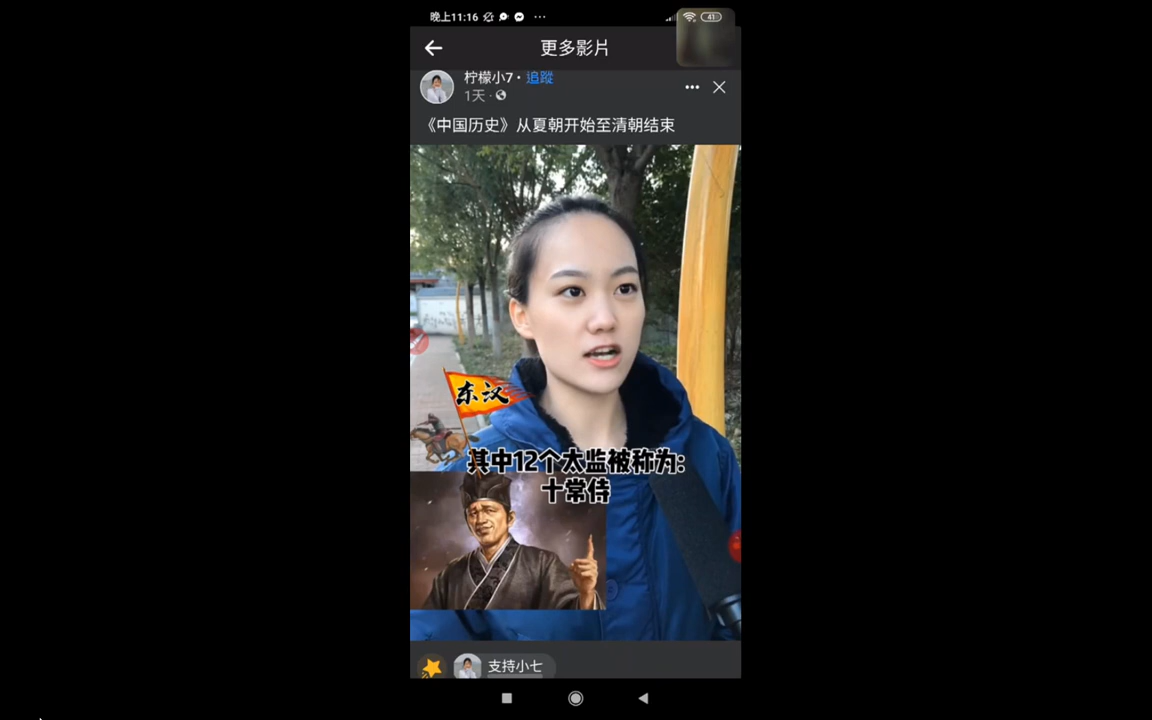 晚上11:16
41
更多影片
柠檬小7 · 追蹤
1天
《中国历史》从夏朝开始至清朝结束
东汉
其中12个太监被称为:
十常侍
支持小七